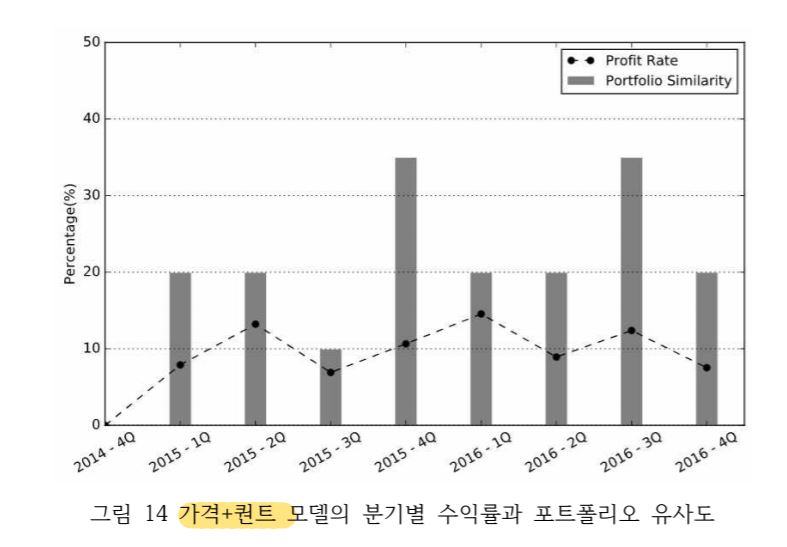 50
Profit Rate
Portfolio Similarity
40
30
Percentage(%)
20
10
0
2014 - 4Q
2015 - 1Q
2015 - 2Q
2015 - 3Q
2015 - 4Q
2016 - 1Q
2016 - 2Q
2016 - 3Q
2016 - 4Q
그림 14 가격+퀀트 모델의 분기별 수익률과 포트폴리오 유사도